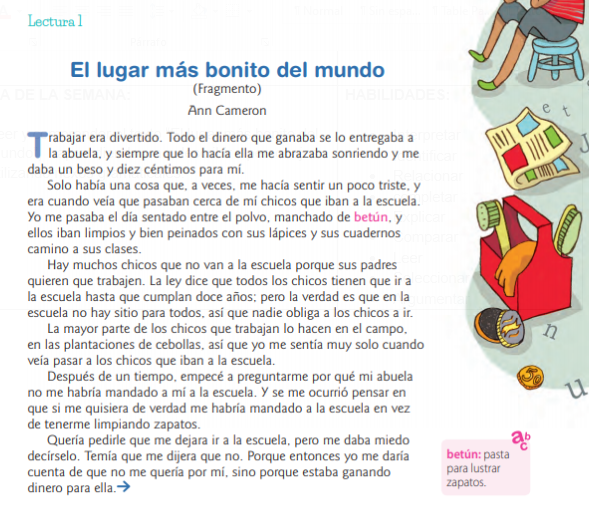 Lectura 1
El lugar más bonito del mundo
(Fragmento)
Ann Cameron
Trabajar era divertido. Todo el dinero que ganaba se lo entregaba a
la abuela, y siempre que lo hacía ella me abrazaba sonriendo y me
daba un beso y diez céntimos para mí.
Solo había una cosa que, a veces, me hacía sentir un poco triste, y
era cuando veía que pasaban cerca de mí chicos que iban a la escuela.
Yo me pasaba el día sentado entre el polvo, manchado de betún, y
ellos iban limpios y bien peinados con sus lápices y sus cuadernos
camino a sus clases.
Hay muchos chicos que no van a la escuela porque sus padres
quieren que trabajen. La ley dice que todos los chicos tienen que ir a
la escuela hasta que cumplan doce años; pero la verdad es que en la
escuela no hay sitio para todos, así que nadie obliga a los chicos a ir.
La mayor parte de los chicos que trabajan lo hacen en el campo,
en las plantaciones de cebollas, así que yo me sentía muy solo cuando
veía pasar a los chicos que iban a la escuela.
Después de un tiempo, empecé a preguntarme por qué mi abuela
no me habría mandado a mí a la escuela. Y se me ocurrió pensar en
que si me quisiera de verdad me habría mandado a la escuela en vez
de tenerme limpiando zapatos.
Quería pedirle que me dejara ir a la escuela, pero me daba miedo
decírselo. Temía que me dijera que no. Porque entonces yo me daría
cuenta de que no me quería por mí, sino porque estaba ganando
dinero para ella.→
e t
J
n
u
a b c
betún: pasta
para lustrar
zapatos.